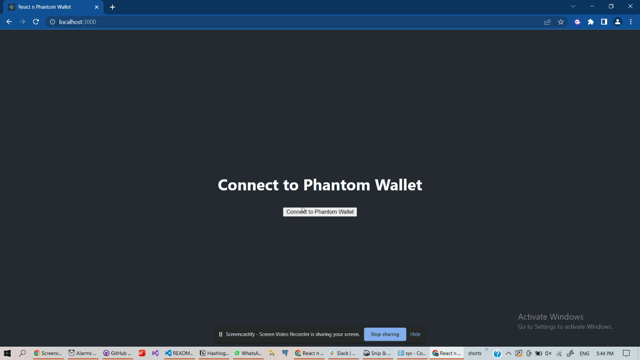 React n Phantom Wallet
localhost:3000
Connect to Phantom Wallet
Connect to Phantom Wallet
Screencastify - Screen Video Recorder is sharing your screen.
Stop sharing
Hide
Activate Windows
Go to Settings to activate Windows.
Screenc...
Alarms ...
GitHub ...
README...
Hashlog...
WhatsA...
React n ...
Slack | ...
Snip & ...
sys - Co...
React n ...
shorts
5:44 PM